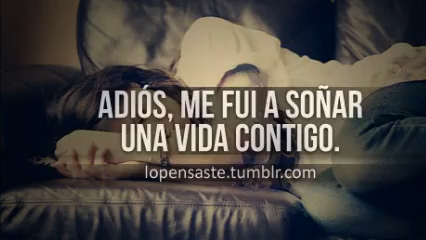 ADIÓS, ME FUI A SOÑAR
UNA VIDA CONTIGO.
lopensaste.tumblr.com